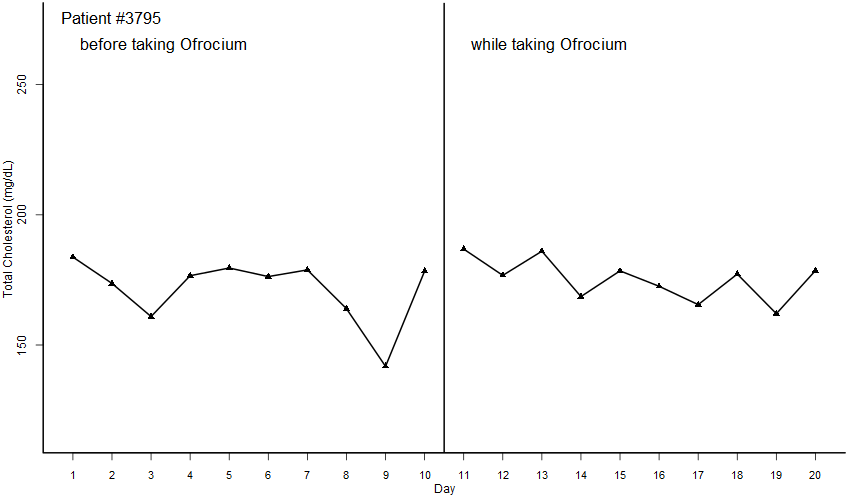 Patient #3795
before taking Ofrocium
while taking Ofrocium
Total Cholesterol (mg/dL)
250
200
150
1 2 3 4 5 6 7 8 9 10 11 12 13 14 15 16 17 18 19 20
Day